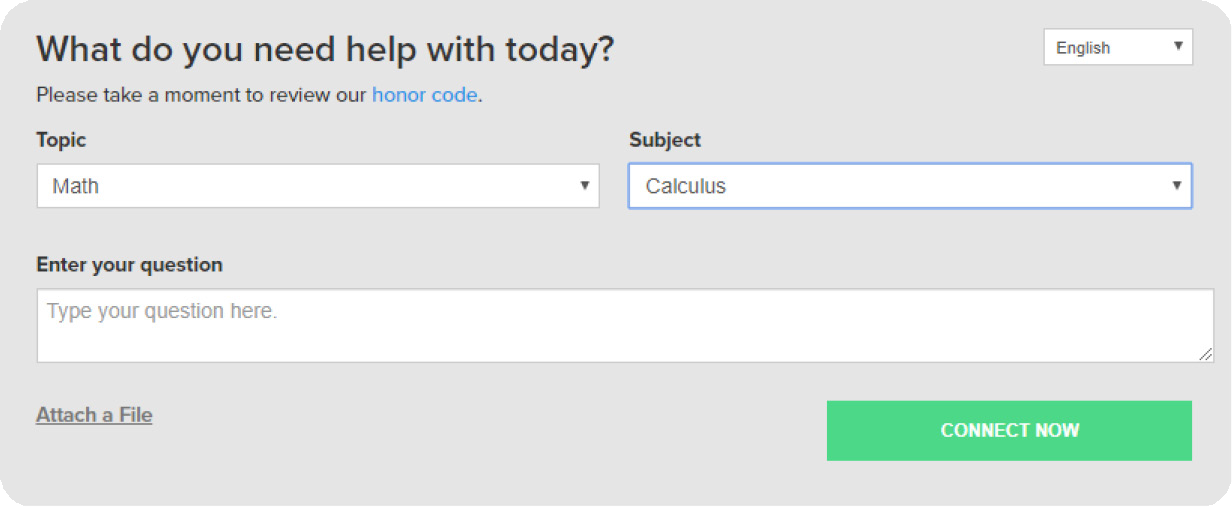 What do you need help with today?
English
Please take a moment to review our honor code.
Topic
Subject
Math
Calculus
Enter your question
Type your question here.
Attach a File
CONNECT NOW